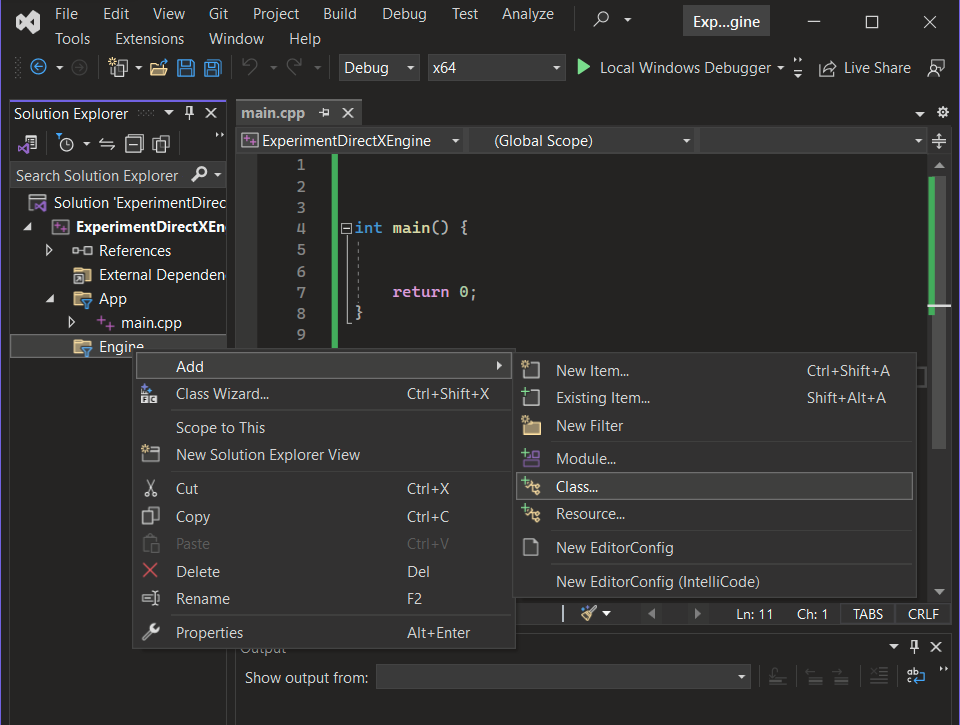 File Edit View Git Project Build Debug Test Analyze Exp...gine
Tools Extensions Window Help
Debug x64 Local Windows Debugger Live Share
Solution Explorer
Search Solution Explorer
Solution 'ExperimentDirec
ExperimentDirectXEn
References
External Dependen
App
main.cpp
Engine
main.cpp
ExperimentDirectXEngine (Global Scope)
1
2
3
4 int main() {
5
6
7 return 0;
8 }
9
Add
Class Wizard... Ctrl+Shift+X
Scope to This
New Solution Explorer View
Cut Ctrl+X
Copy Ctrl+C
Paste Ctrl+V
Delete Del
Rename F2
Properties Alt+Enter
New Item... Ctrl+Shift+A
Existing Item... Shift+Alt+A
New Filter
Module...
Class...
Resource...
New EditorConfig
New EditorConfig (IntelliCode)
Ln: 11 Ch: 1 TABS CRLF
Output
Show output from: